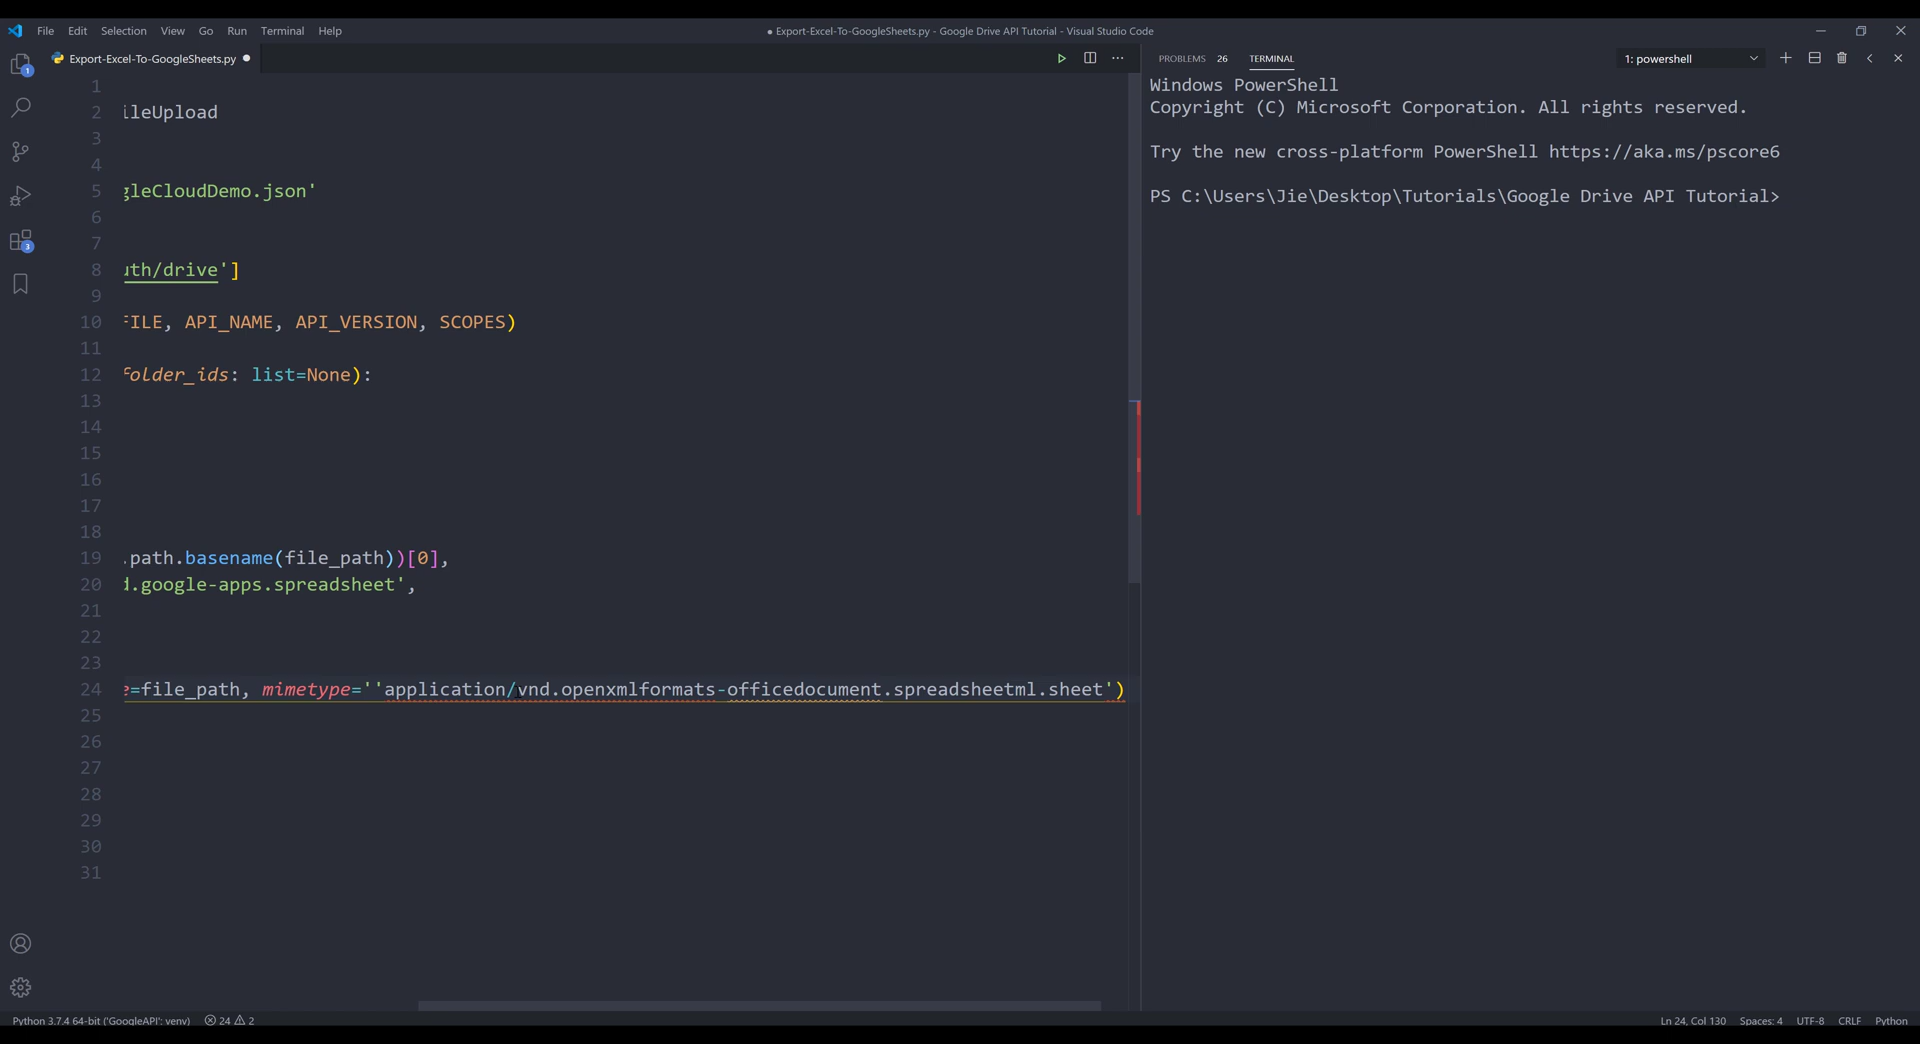 File Edit Selection View Go Run Terminal Help
● Export-Excel-To-GoogleSheets.py - Google Drive API Tutorial - Visual Studio Code
Export-Excel-To-GoogleSheets.py ●
1
2 ileUpload
3
4
5 gleCloudDemo.json'
6
7
8 uth/drive']
9
10 FILE, API_NAME, API_VERSION, SCOPES)
11
12 folder_ids: list=None):
13
14
15
16
17
18
19 .path.basename(file_path))[0],
20 d.google-apps.spreadsheet',
21
22
23
24 e=file_path, mimetype=''application/vnd.openxmlformats-officedocument.spreadsheetml.sheet')
25
26
27
28
29
30
31
1
3
PROBLEMS 26 TERMINAL 1: powershell
Windows PowerShell
Copyright (C) Microsoft Corporation. All rights reserved.
Try the new cross-platform PowerShell https://aka.ms/pscore6
PS C:\Users\Jie\Desktop\Tutorials\Google Drive API Tutorial>
Python 3.7.4 64-bit ('GoogleAPI': venv) 24 2 Ln 24, Col 130 Spaces: 4 UTF-8 CRLF Python